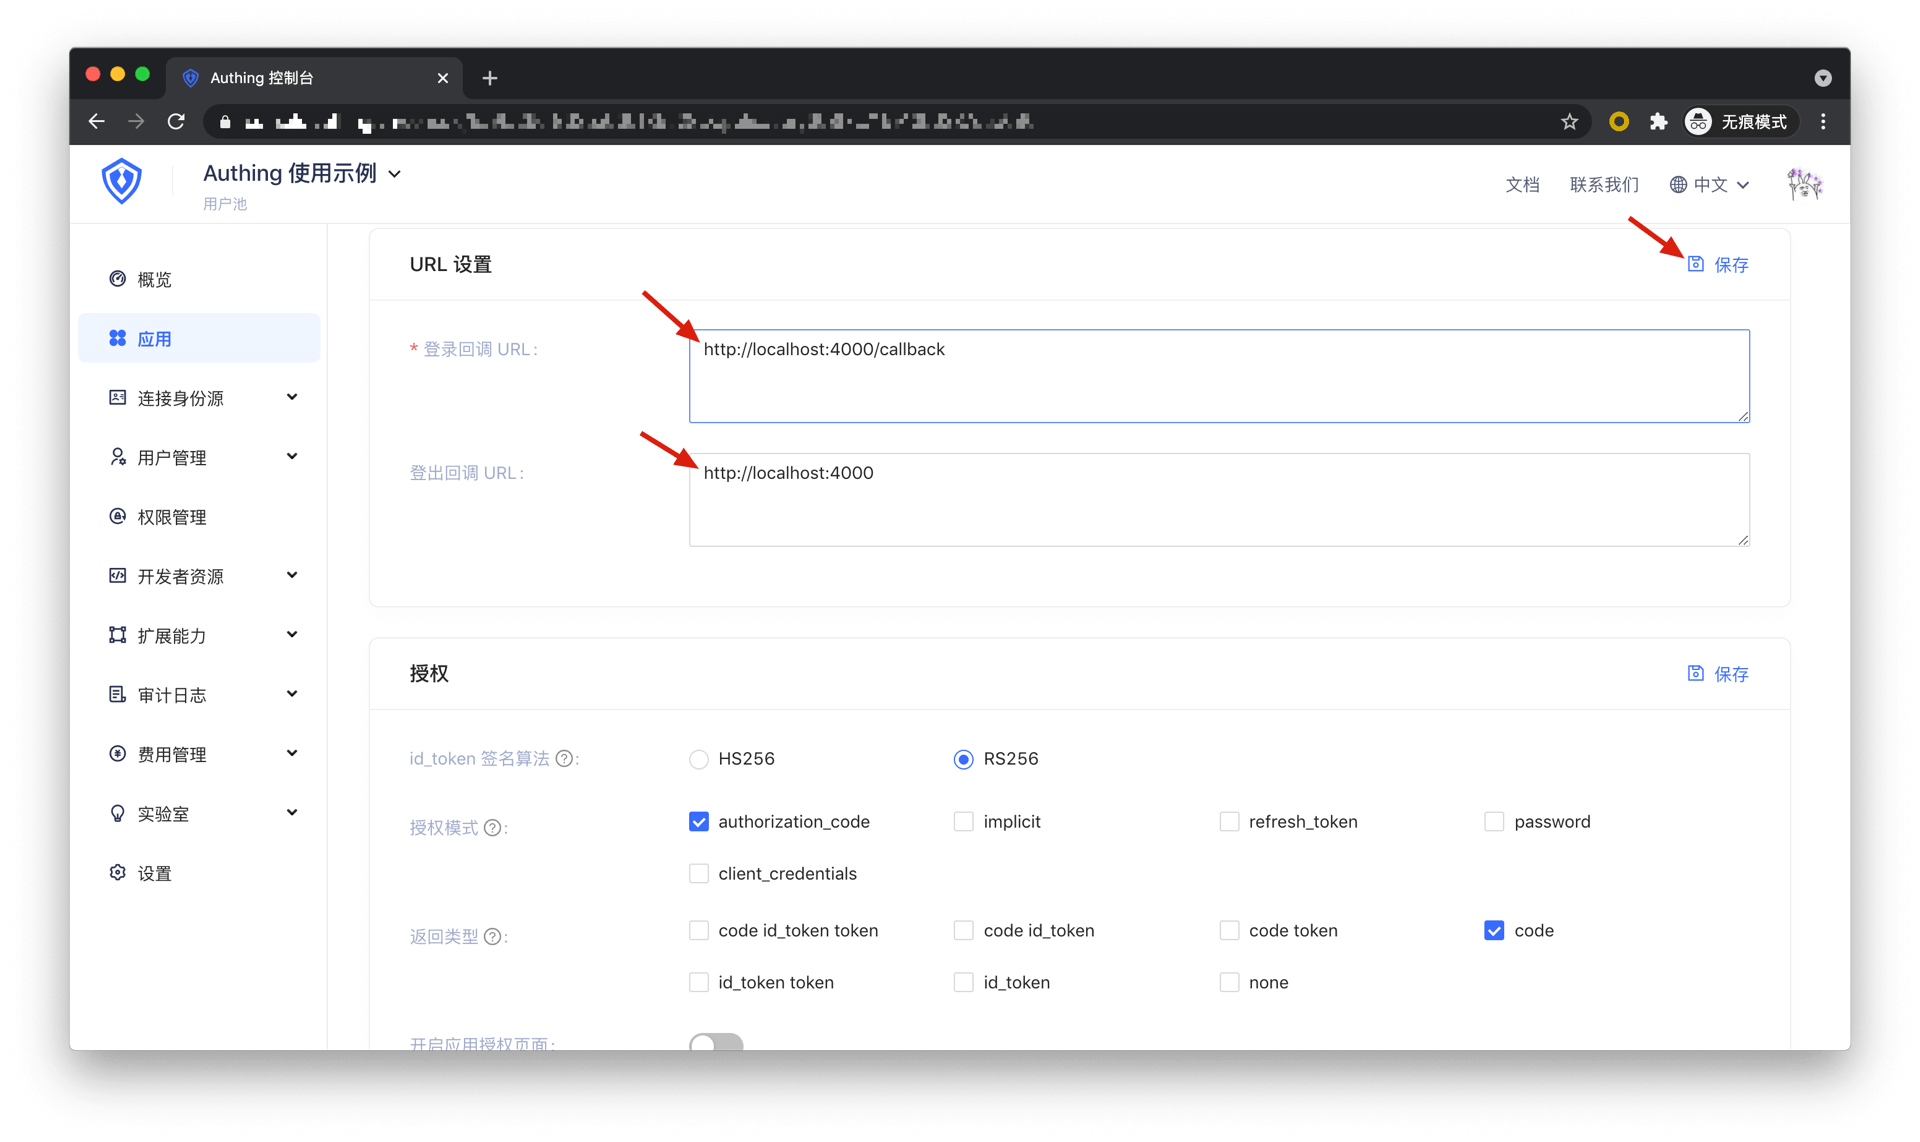 Authing 控制台
无痕模式
Authing 使用示例
用户池
文档 联系我们 中文
概览
应用
连接身份源
用户管理
权限管理
开发者资源
扩展能力
审计日志
费用管理
实验室
设置
URL 设置 保存
* 登录回调 URL: http://localhost:4000/callback
登出回调 URL: http://localhost:4000
授权 保存
id_token 签名算法 ?: HS256 RS256
授权模式 ?: authorization_code implicit refresh_token password
client_credentials
返回类型 ?: code id_token token code id_token code token code
id_token token id_token none
开启应用授权页面: